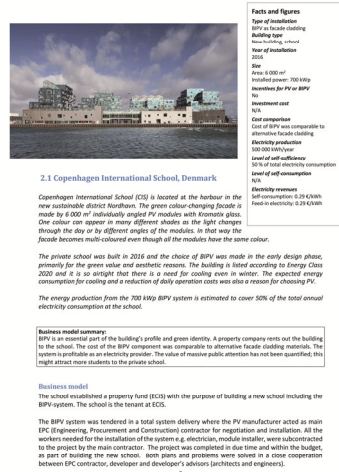 Facts and figures
Type of installation
BIPV as facade cladding
Building type
New building, school
Year of installation
2016
Size
Area: 6 000 m²
Installed power: 700 kWp
Incentives for PV or BIPV
No
Investment cost
N/A
Cost comparison
Cost of BIPV was comparable to
alternative facade cladding
Electricity production
500 000 kWh/year
Level of self-sufficiency
50 % of total electricity consumption
Level of self-consumption
N/A
Electricity revenues
Self-consumption: 0.29 €/kWh
Feed-in electricity: 0.29 €/kWh
2.1 Copenhagen International School, Denmark
Copenhagen International School (CIS) is located at the harbour in the
new sustainable district Nordhavn. The green colour-changing facade is
made by 6 000 m² individually angled PV modules with Kromatix glass.
One colour can appear in many different shades as the light changes
through the day or by different angles of the modules. In that way the
facade becomes multi-coloured even though all the modules have the same colour.
The private school was built in 2016 and the choice of BIPV was made in the early design phase,
primarily for the green value and aesthetic reasons. The building is listed according to Energy Class
2020 and it is so airtight that there is a need for cooling even in winter. The expected energy
consumption for cooling and a reduction of daily operation costs was also a reason for choosing PV.
The energy production from the 700 kWp BIPV system is estimated to cover 50% of the total annual
electricity consumption at the school.
Business model summary:
BIPV is an essential part of the building's profile and green identity. A property company rents out the building
to the school. The cost of the BIPV component was comparable to alternative facade cladding materials. The
system is profitable as an electricity provider. The value of massive public attention has not been quantified; this
might attract more students to the private school.
Business model
The school established a property fund (ECIS) with the purpose of building a new school including the
BIPV-system. The school is the tenant at ECIS.
The BIPV system was tendered in a total system delivery where the PV manufacturer acted as main
EPC (Engineering, Procurement and Construction) contractor for negotiation and installation. All the
workers needed for the installation of the system e.g. electrician, module installer, were subcontracted
to the project by the main contractor. The project was completed in due time and within the budget,
as part of building the new school. Both plans and problems were solved in a close cooperation
between EPC contractor, developer and developer's advisors (architects and engineers).